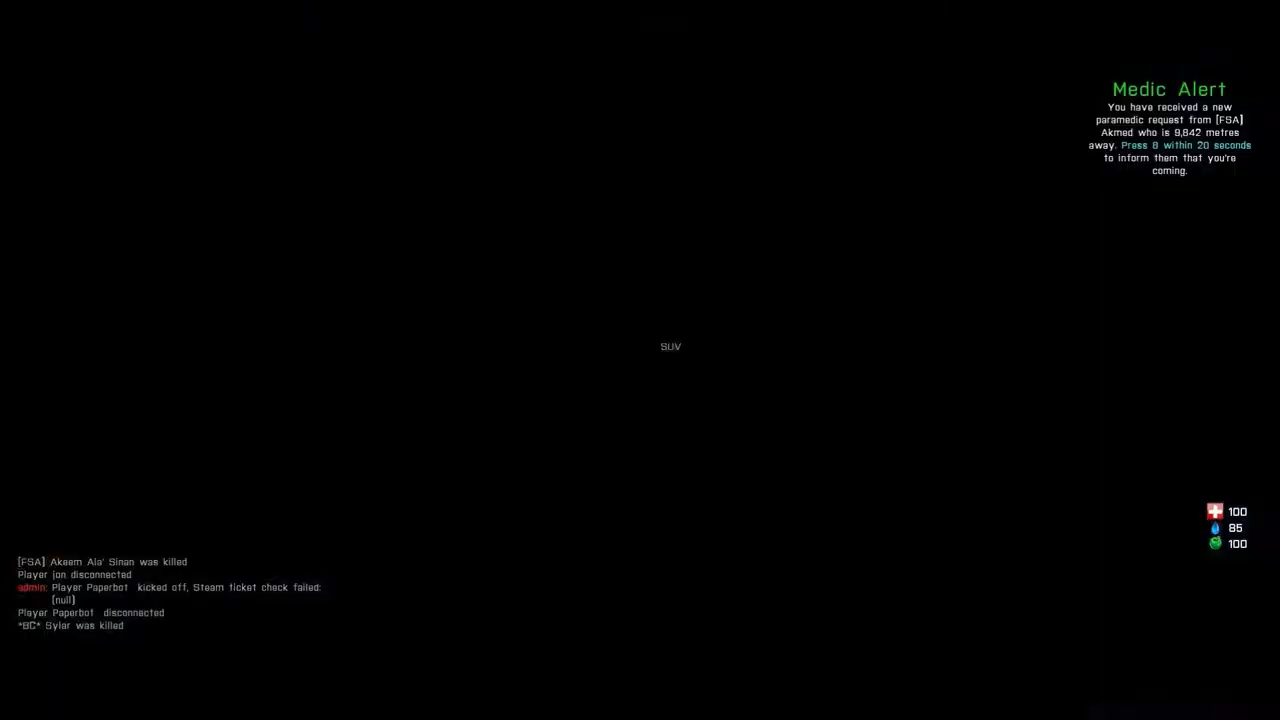 Medic Alert
You have received a new
paramedic request from [FSA]
Akmed who is 9,842 metres
away. Press 8 within 20 seconds
to inform them that you're
coming.
SUV
100
85
100
[FSA] Akeem Ala' Sinan was killed
Player jon disconnected
admin: Player Paperbot kicked off, Steam ticket check failed:
(null)
Player Paperbot disconnected
*BC* Sylar was killed